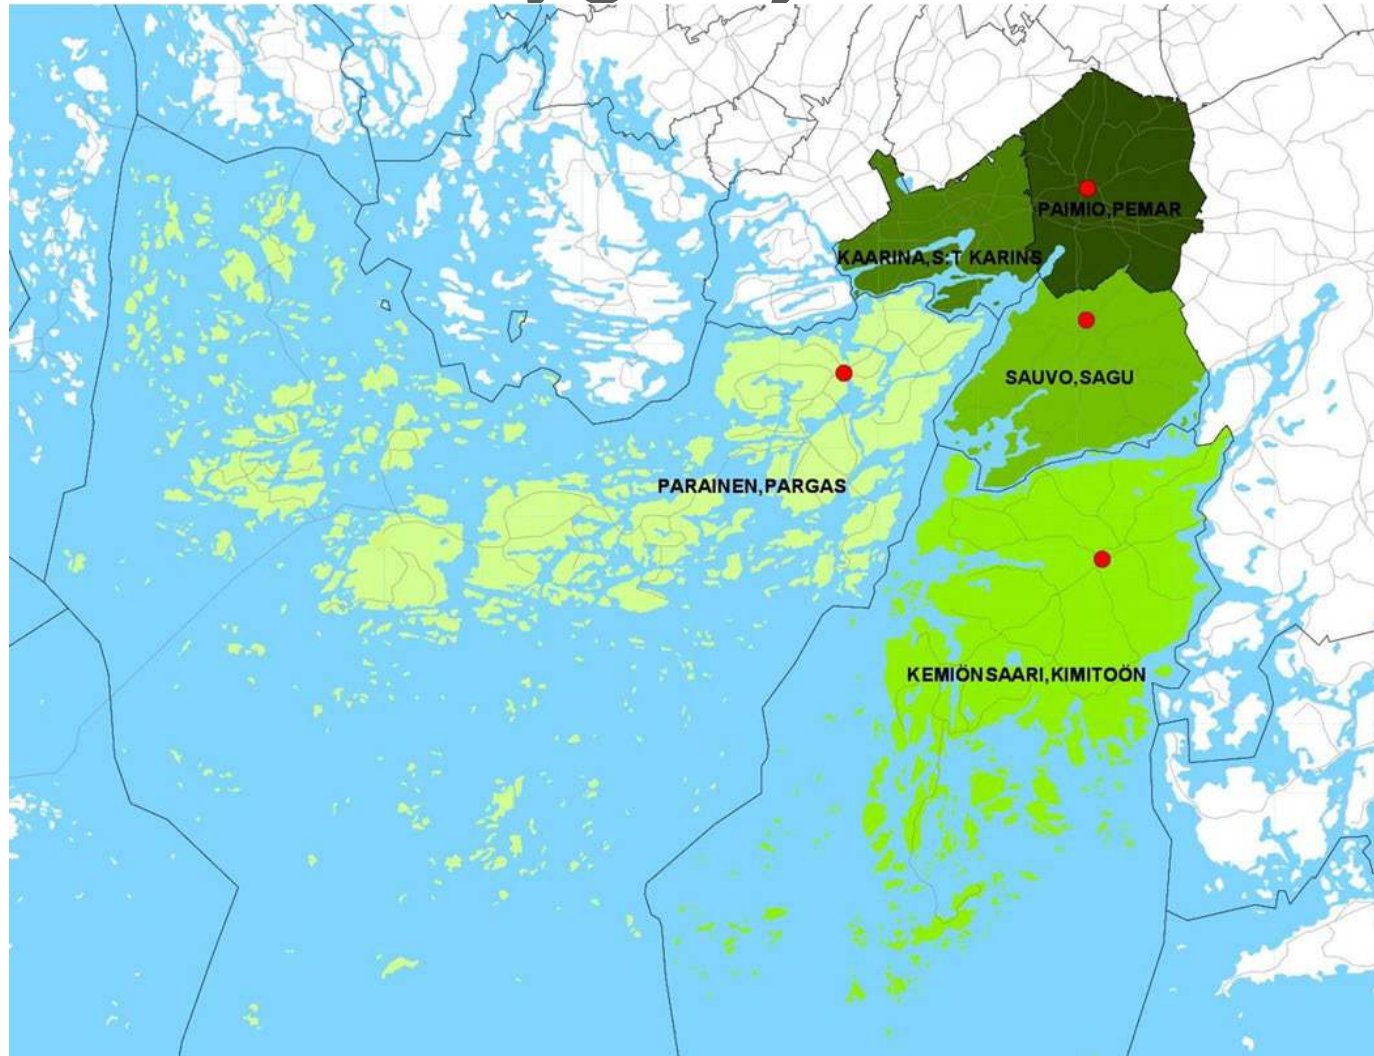 PAIMIO,PEMAR
KAARINA,S:T KARINS
SAUVO,SAGU
PARAINEN,PARGAS
KEMIÖNSAARI,KIMITOÖN